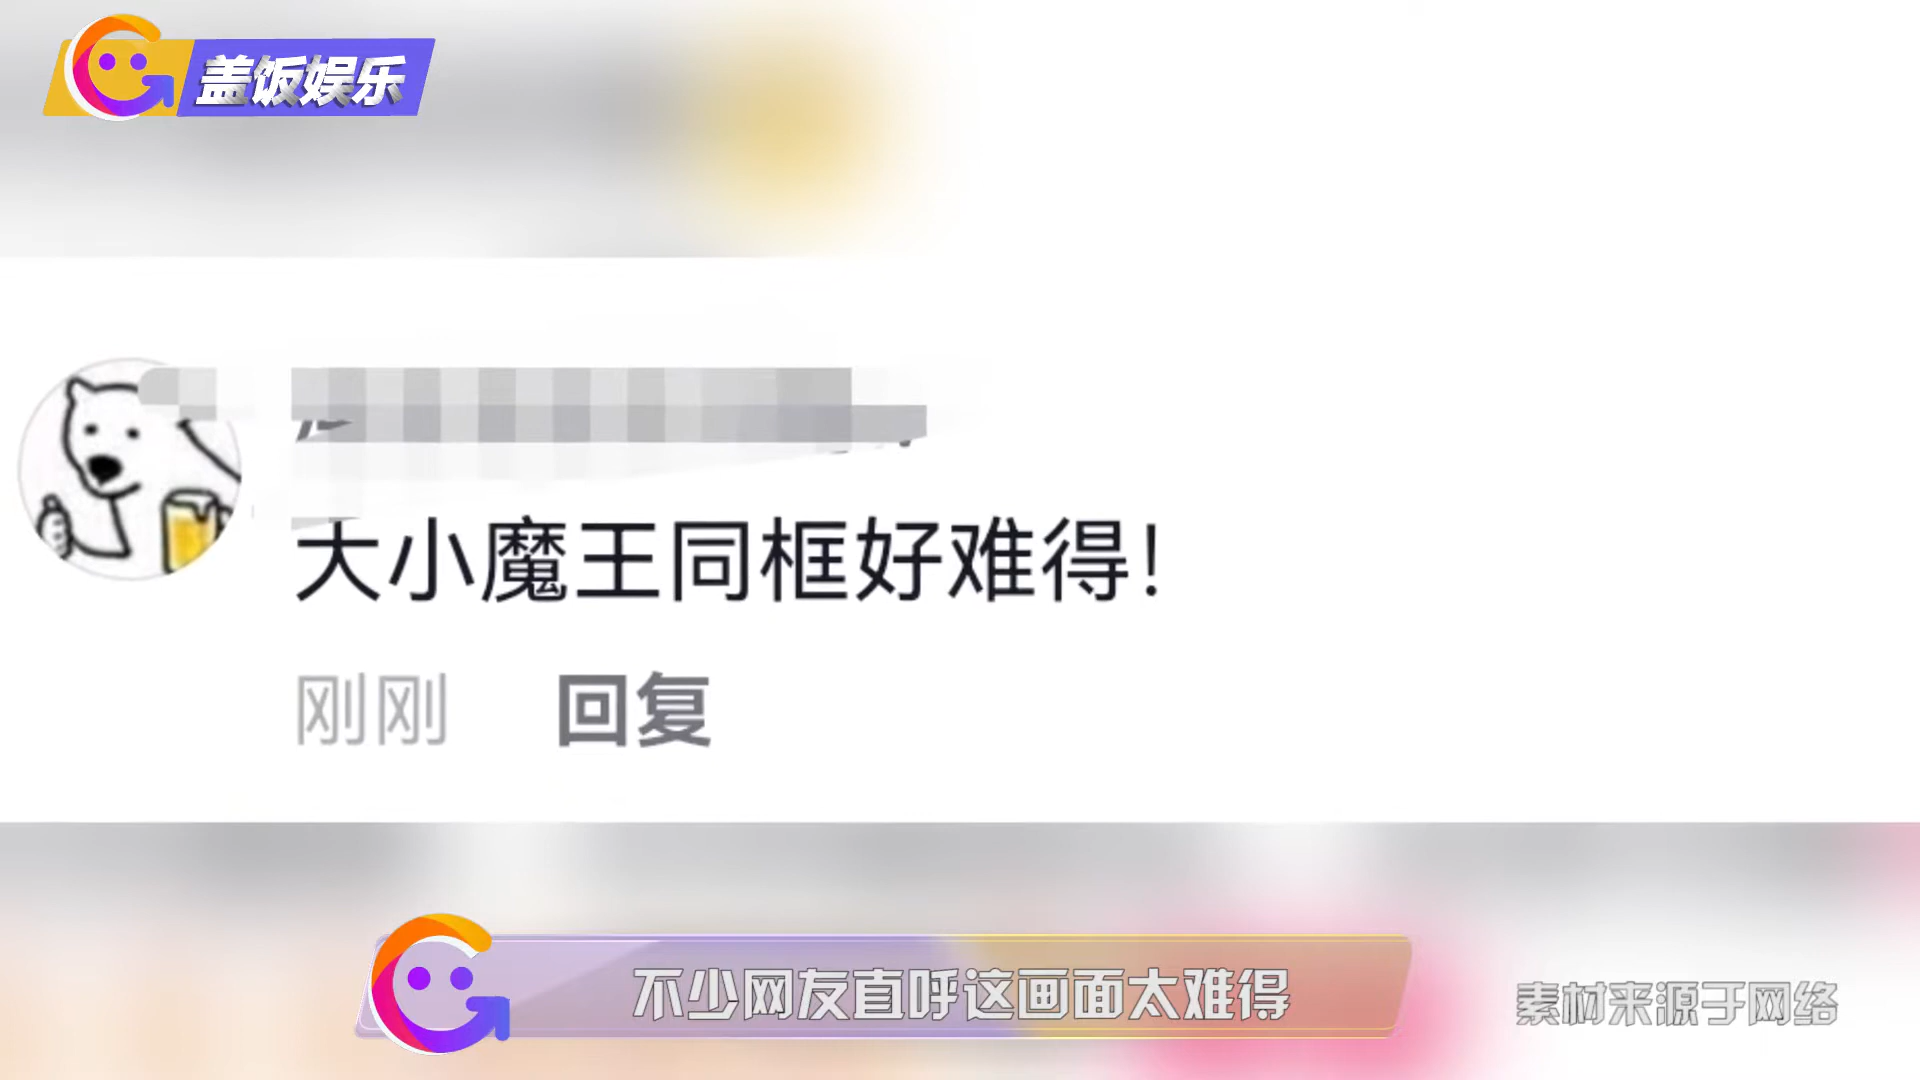 盖饭娱乐
大小魔王同框好难得！
刚刚 回复
不少网友直呼这画面太难得
素材来源于网络